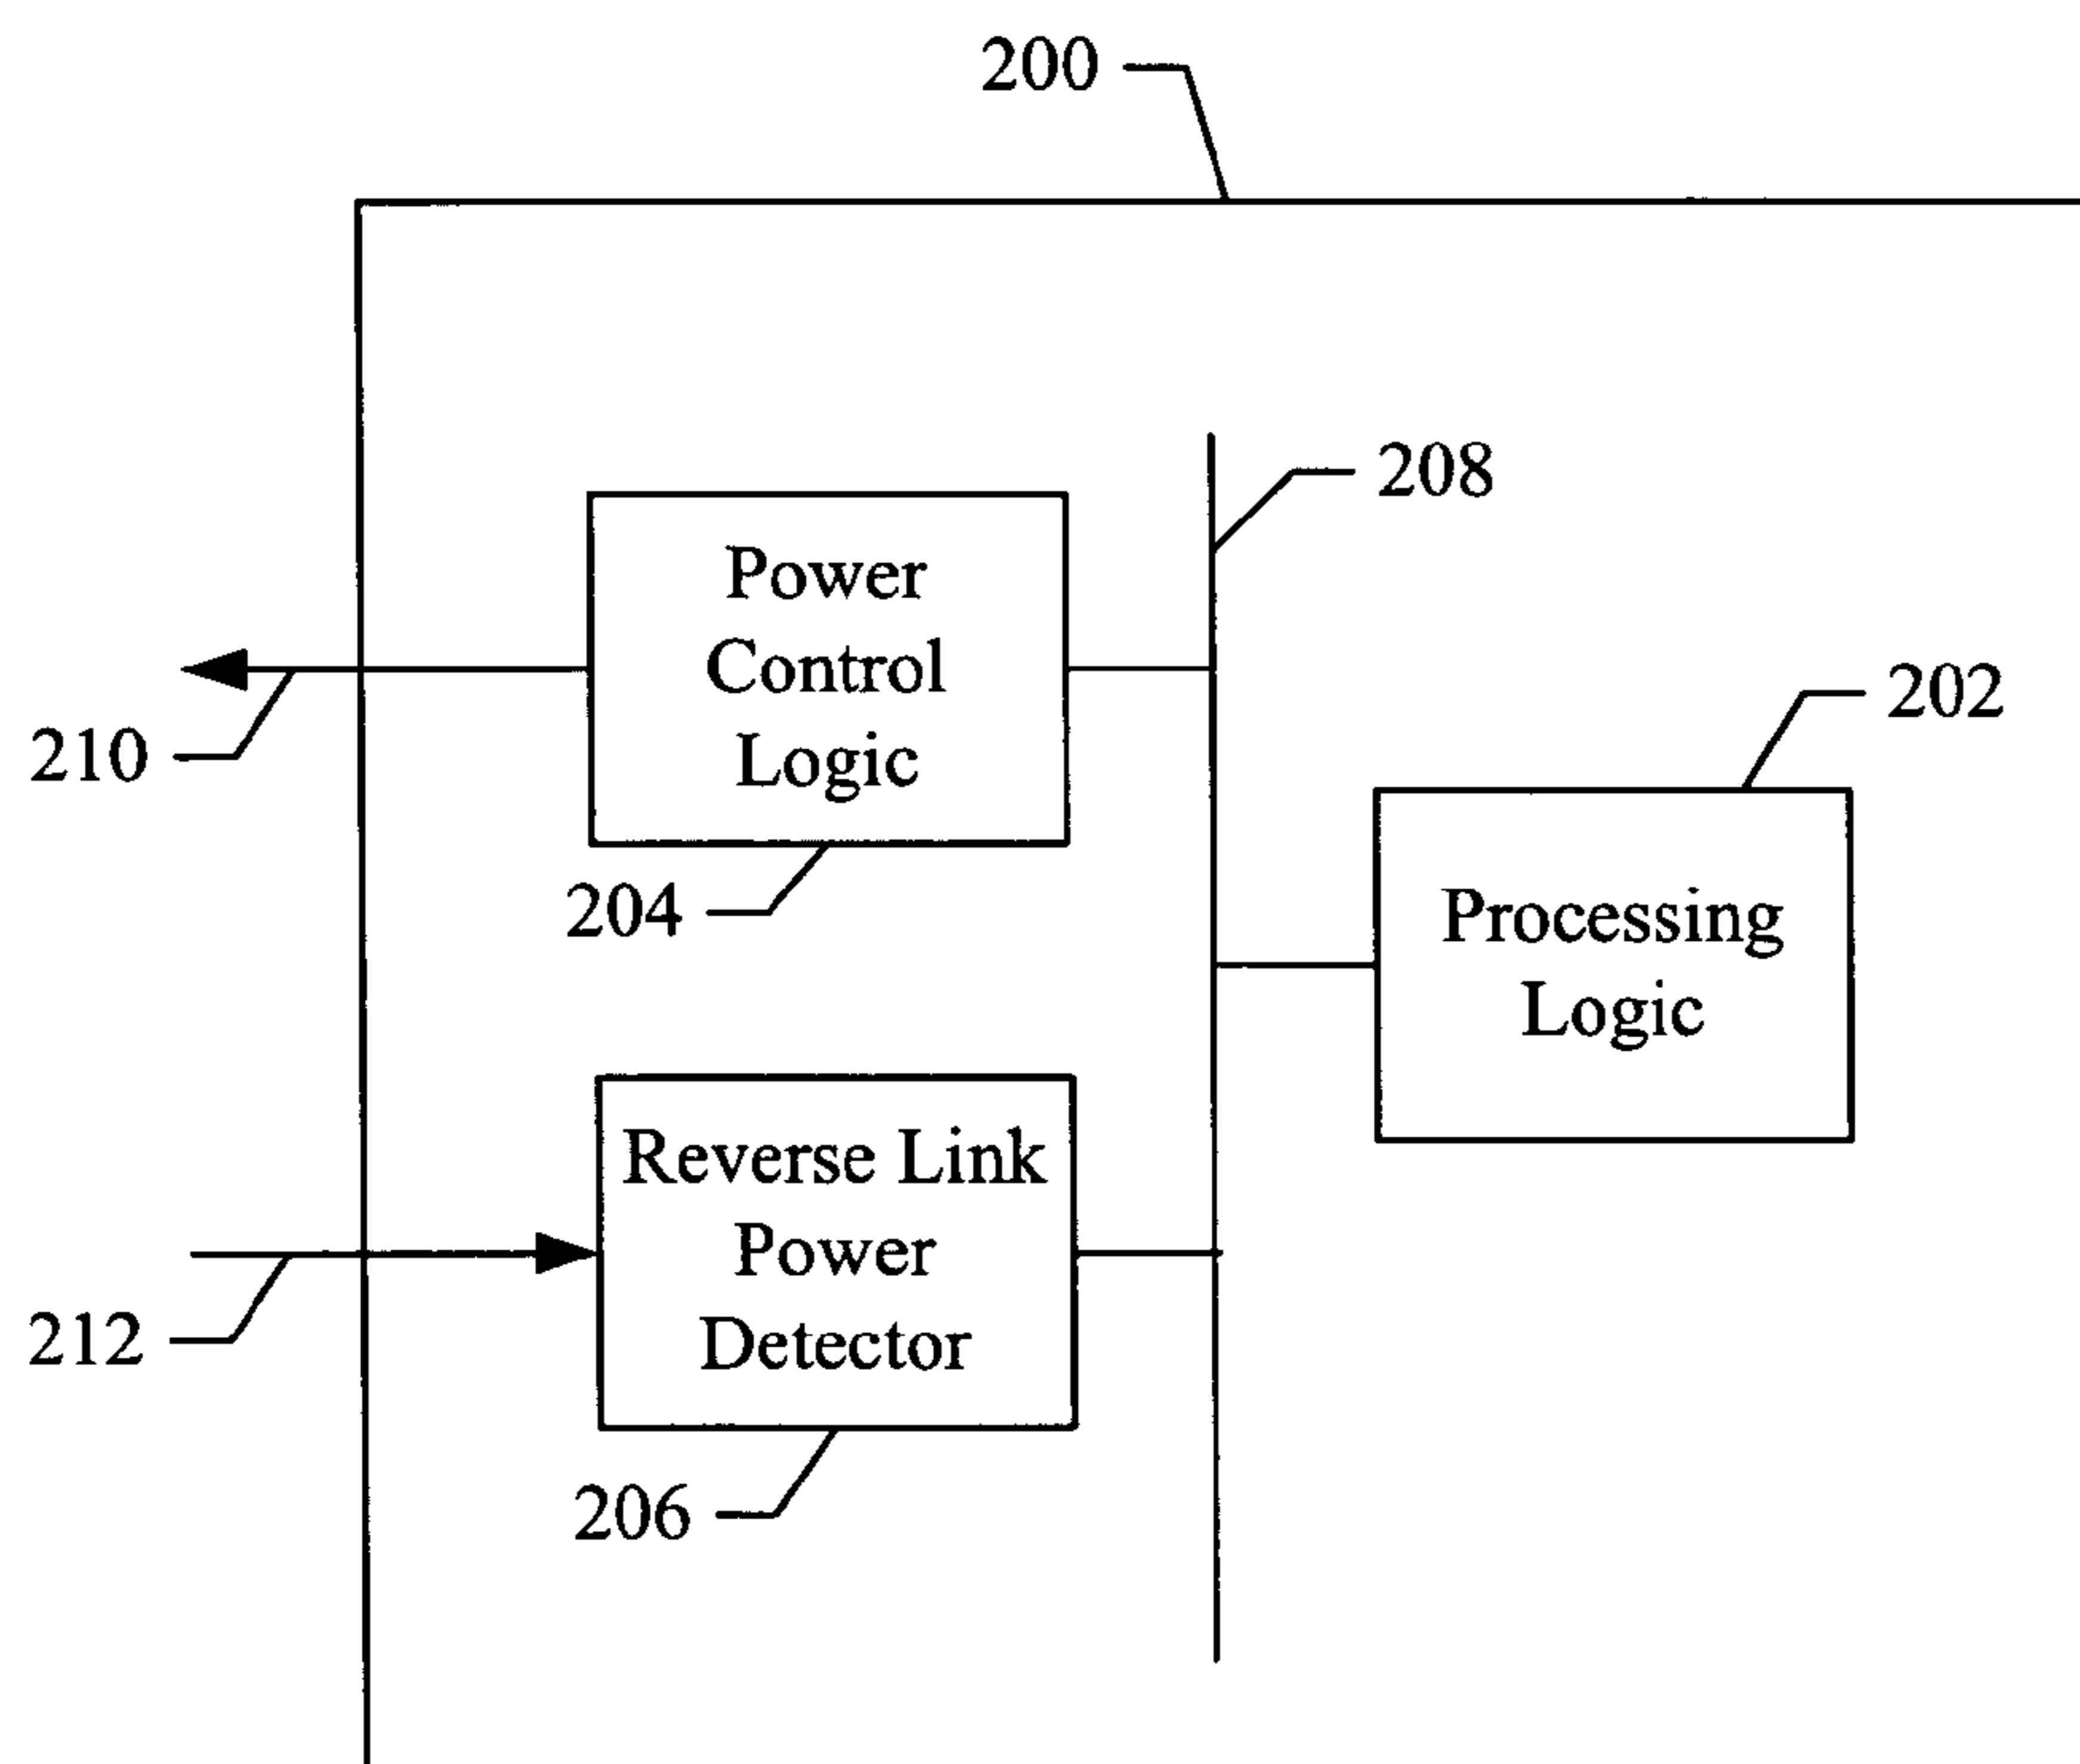 200
208
Power
Control
Logic
202
210
204
Processing
Logic
Reverse Link
Power
Detector
212
206